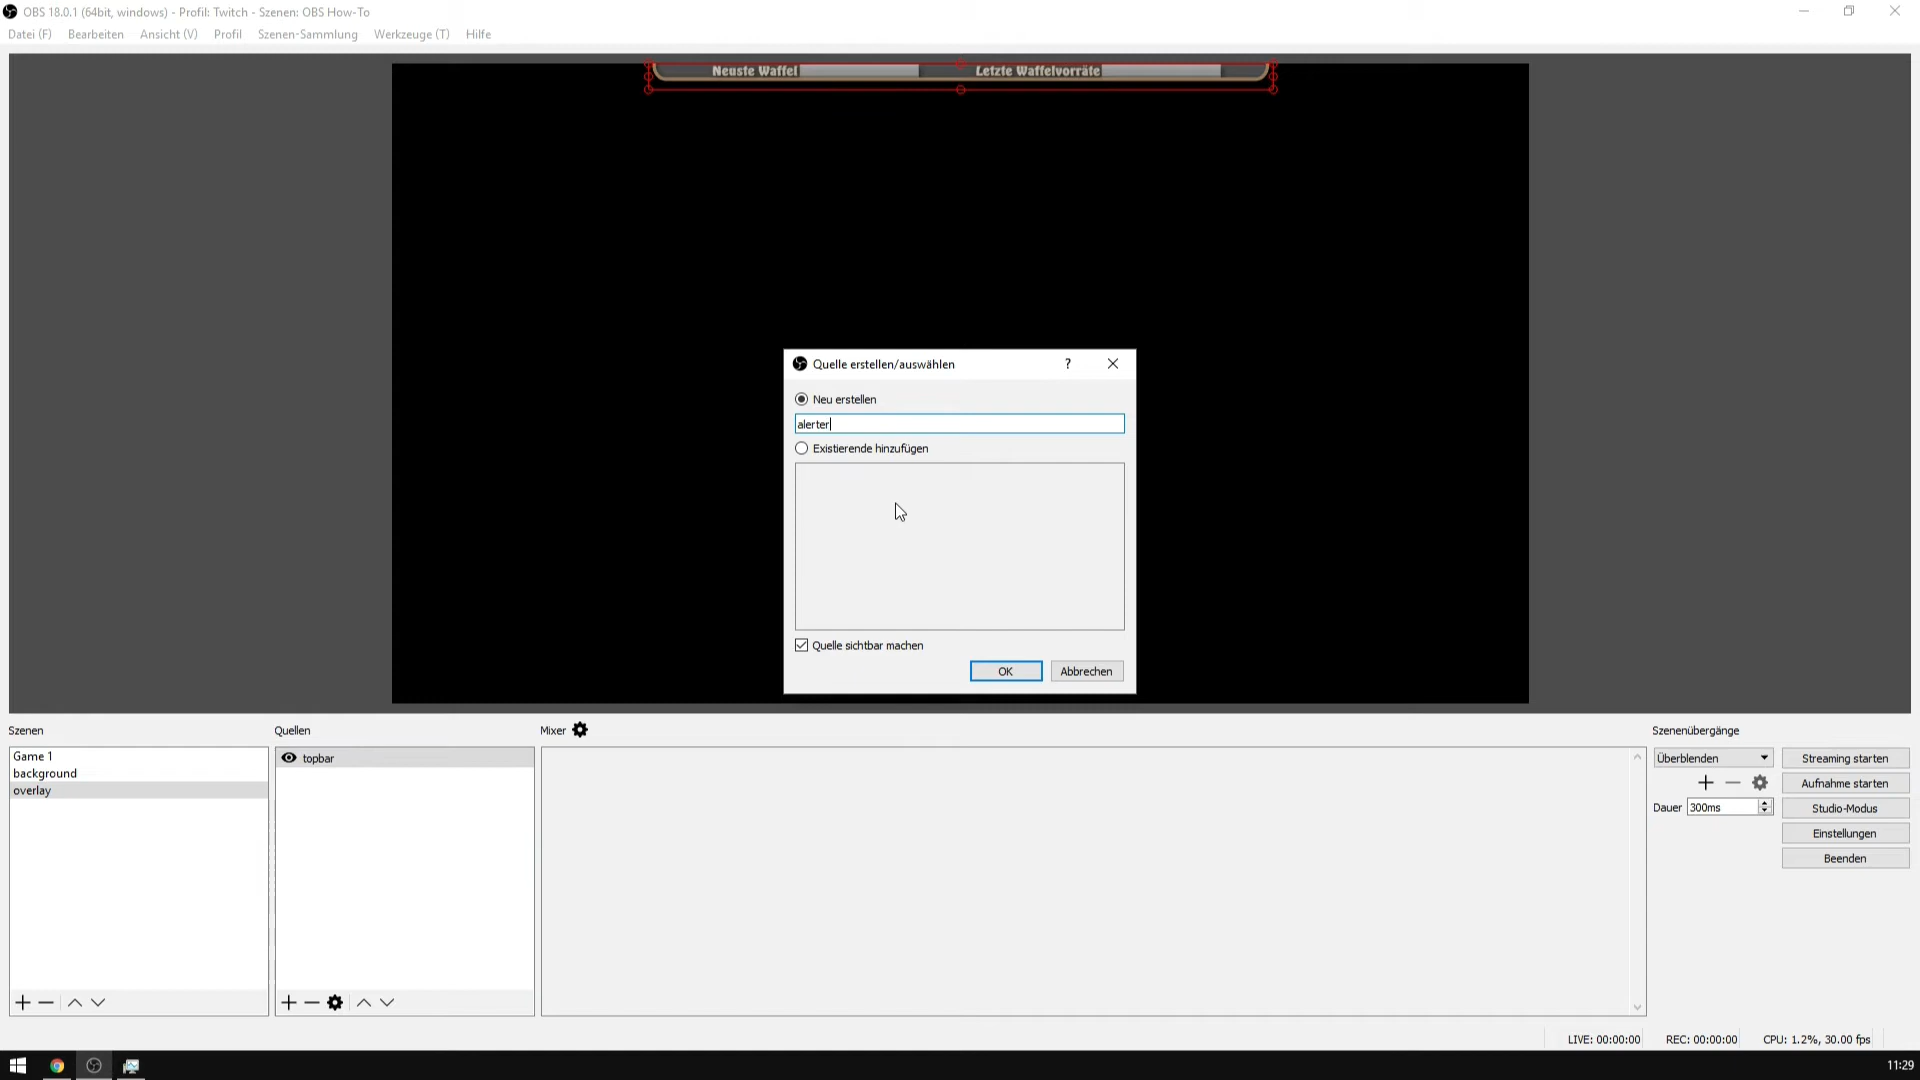 OBS 18.0.1 (64bit, windows) - Profil: Twitch - Szenen: OBS How-To
Datei (F) Bearbeiten Ansicht (V) Profil Szenen-Sammlung Werkzeuge (T) Hilfe
Neuste Waffel Letzte Waffelvorräte
Quelle erstellen/auswählen ?
Neu erstellen
alerter
Existierende hinzufügen
Quelle sichtbar machen
OK Abbrechen
Szenen Quellen Mixer Szenenübergänge
Game 1
background
overlay
topbar
Überblenden
Dauer 300ms
Streaming starten
Aufnahme starten
Studio-Modus
Einstellungen
Beenden
LIVE: 00:00:00 REC: 00:00:00 CPU: 1.2%, 30.00 fps
11:29